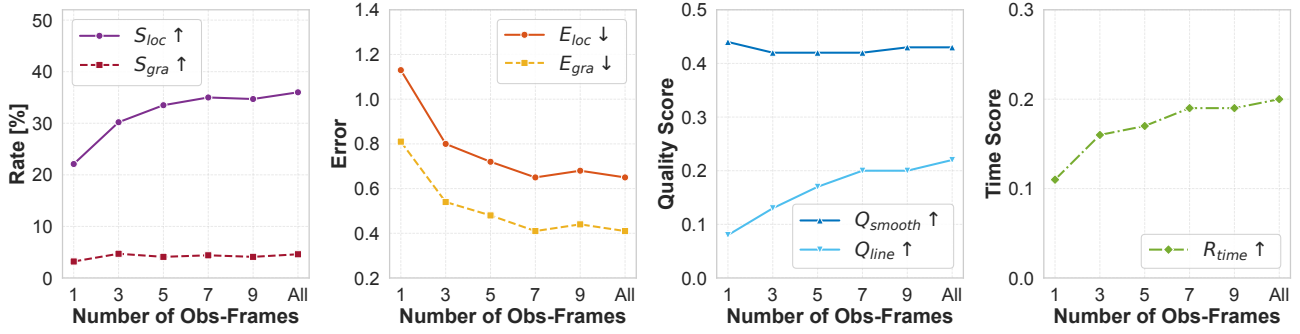 50
40
30
20
10
0
Rate [%]
S_loc ↑
S_gra ↑
1 3 5 7 9 All
Number of Obs-Frames
1.4
1.2
1.0
0.8
0.6
0.4
0.2
Error
E_loc ↓
E_gra ↓
1 3 5 7 9 All
Number of Obs-Frames
0.5
0.4
0.3
0.2
0.1
0.0
Quality Score
Q_smooth ↑
Q_line ↑
1 3 5 7 9 All
Number of Obs-Frames
0.3
0.2
0.1
0.0
Time Score
R_time ↑
1 3 5 7 9 All
Number of Obs-Frames